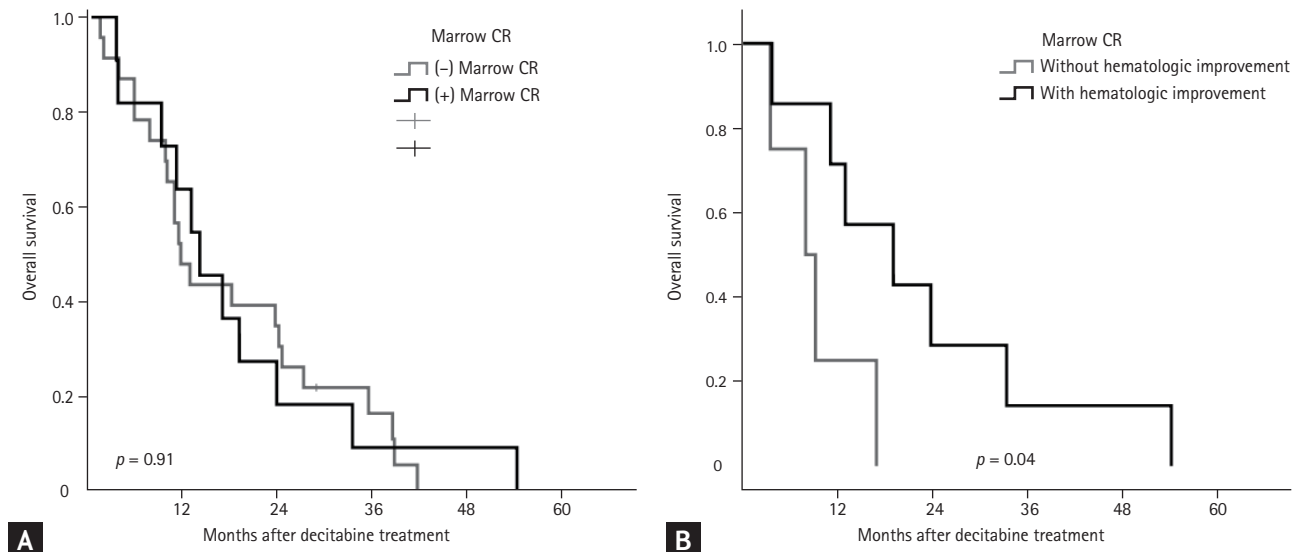 1.0
0.8
0.6
0.4
0.2
0
Overall survival
Marrow CR
(−) Marrow CR
(+) Marrow CR
p = 0.91
12 24 36 48 60
Months after decitabine treatment
A
1.0
0.8
0.6
0.4
0.2
0
Overall survival
Marrow CR
Without hematologic improvement
With hematologic improvement
p = 0.04
12 24 36 48 60
Months after decitabine treatment
B